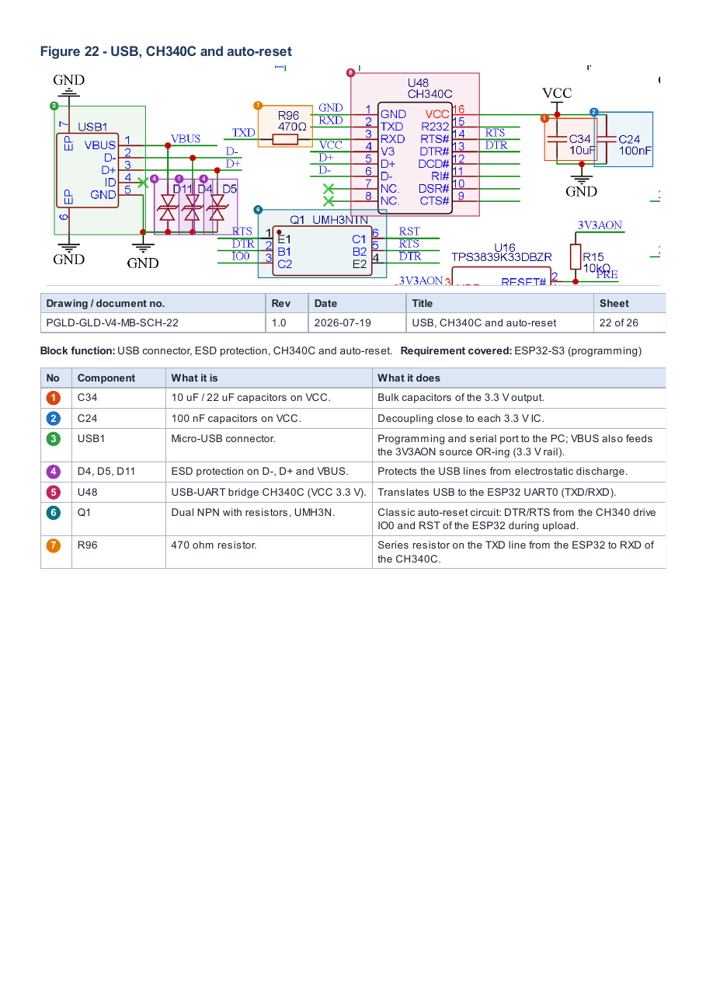 Figure 22 - USB, CH340C and auto-reset
GND
7
EP
USB1
VBUS 1
D- 2
D+ 3
ID 4
GND 5
EP
6
GND
GND
VBUS
D-
D+
D11 D4 D5
TXD
R96
470Ω
GND
RXD
VCC
D+
D-
U48
CH340C
1 GND VCC 16
2 TXD R232 15
3 RXD RTS# 14 RTS
4 V3 DTR# 13 DTR
5 D+ DCD# 12
6 D- RI# 11
7 NC. DSR# 10
8 NC. CTS# 9
VCC
C34
10uF
C24
100nF
GND
Q1 UMH3NTN
RTS 1 E1 C1 6 RST
DTR 2 B1 B2 5 RTS
IO0 3 C2 E2 4 DTR
U16
TPS3839K33DBZR
3V3AON 3
RESET# 2
3V3AON
R15
10kΩ
PRE
Drawing / document no. Rev Date Title Sheet
PGLD-GLD-V4-MB-SCH-22 1.0 2026-07-19 USB, CH340C and auto-reset 22 of 26
Block function: USB connector, ESD protection, CH340C and auto-reset. Requirement covered: ESP32-S3 (programming)
No Component What it is What it does
1 C34 10 uF / 22 uF capacitors on VCC. Bulk capacitors of the 3.3 V output.
2 C24 100 nF capacitors on VCC. Decoupling close to each 3.3 V IC.
3 USB1 Micro-USB connector. Programming and serial port to the PC; VBUS also feeds
the 3V3AON source OR-ing (3.3 V rail).
4 D4, D5, D11 ESD protection on D-, D+ and VBUS. Protects the USB lines from electrostatic discharge.
5 U48 USB-UART bridge CH340C (VCC 3.3 V). Translates USB to the ESP32 UART0 (TXD/RXD).
6 Q1 Dual NPN with resistors, UMH3N. Classic auto-reset circuit: DTR/RTS from the CH340 drive
IO0 and RST of the ESP32 during upload.
7 R96 470 ohm resistor. Series resistor on the TXD line from the ESP32 to RXD of
the CH340C.